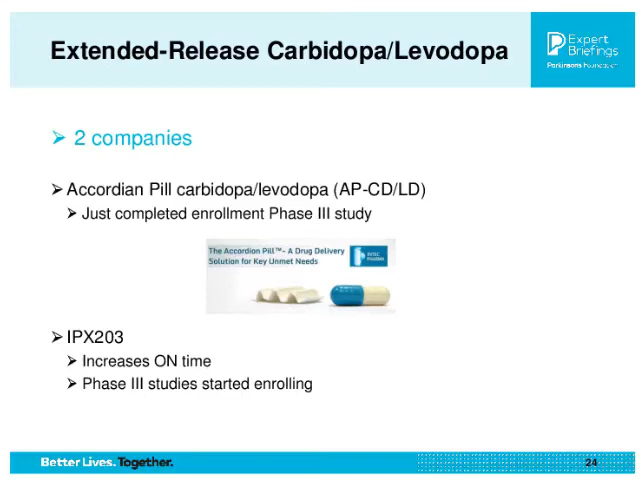 Extended-Release Carbidopa/Levodopa
Expert
Briefings
Parkinson's Foundation
➢ 2 companies
➢ Accordian Pill carbidopa/levodopa (AP-CD/LD)
➢ Just completed enrollment Phase III study
The Accordion Pill™- A Drug Delivery
Solution for Key Unmet Needs
INTEC
PHARMA
➢ IPX203
➢ Increases ON time
➢ Phase III studies started enrolling
Better Lives. Together.
24